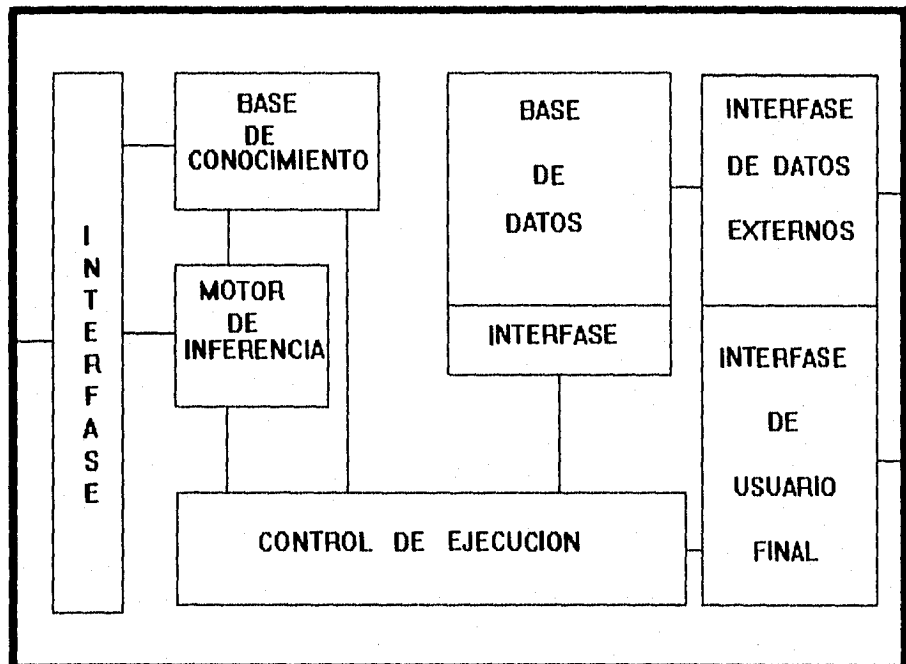 INTERFASE
BASE
DE
CONOCIMIENTO
MOTOR
DE
INFERENCIA
BASE
DE
DATOS
INTERFASE
INTERFASE
DE DATOS
EXTERNOS
INTERFASE
DE
USUARIO
FINAL
CONTROL DE EJECUCION